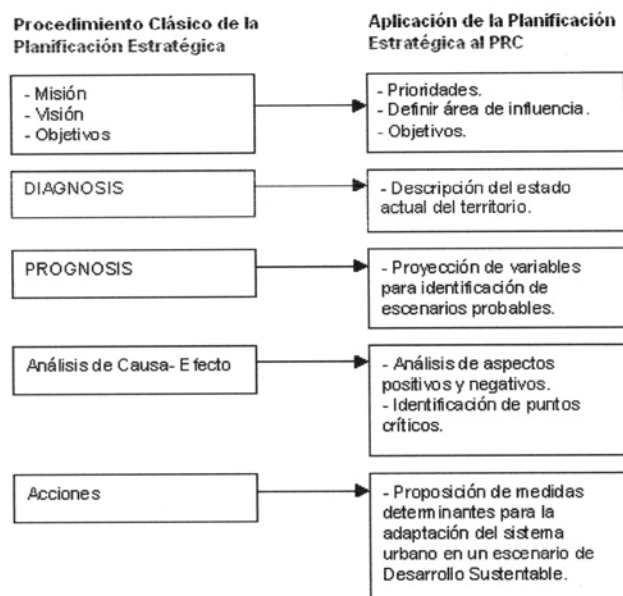 Procedimiento Clásico de la
Planificación Estratégica
Aplicación de la Planificación
Estratégica al PRC
- Misión
- Visión
- Objetivos
- Prioridades.
- Definir área de influencia.
- Objetivos.
DIAGNOSIS
- Descripción del estado
actual del territorio.
PROGNOSIS
- Proyección de variables
para identificación de
escenarios probables.
Análisis de Causa- Efecto
- Análisis de aspectos
positivos y negativos.
- Identificación de puntos
críticos.
Acciones
- Proposición de medidas
determinantes para la
adaptación del sistema
urbano en un escenario de
Desarrollo Sustentable.